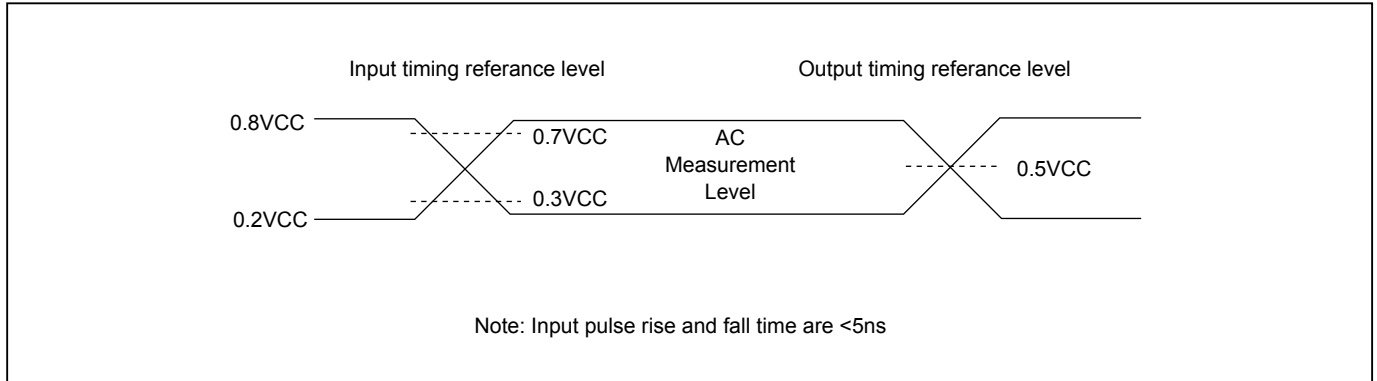 Input timing referance level
Output timing referance level
0.8VCC
0.7VCC
AC
Measurement
Level
0.5VCC
0.3VCC
0.2VCC
Note: Input pulse rise and fall time are <5ns